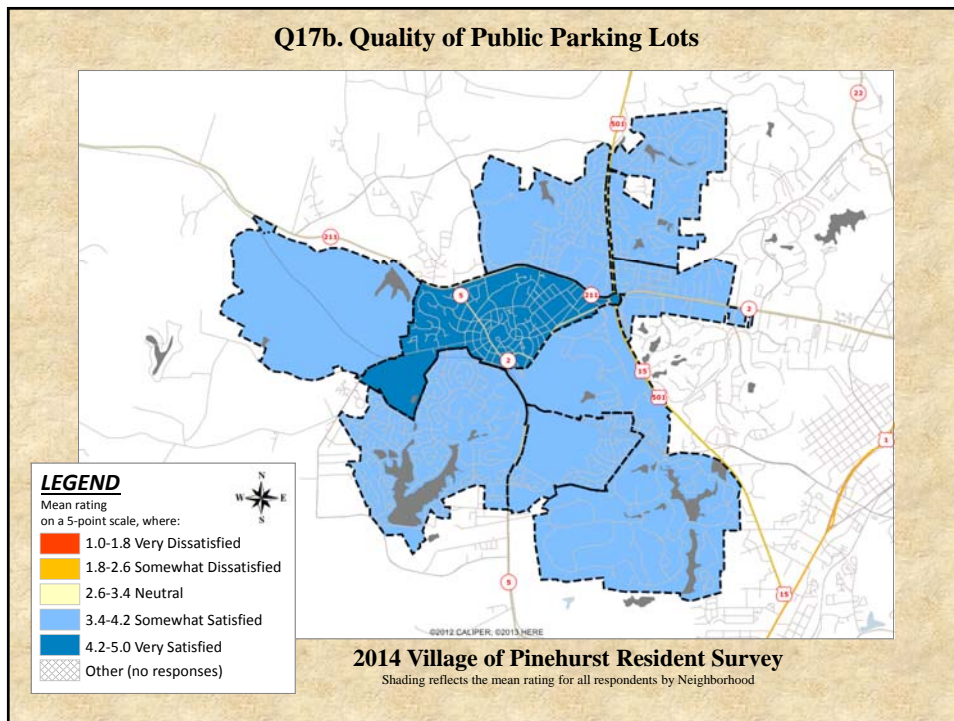 Q17b. Quality of Public Parking Lots
22
501
211
5
211
2
2
15
501
1
5
15
LEGEND
Mean rating
on a 5-point scale, where:
N
W E
S
1.0-1.8 Very Dissatisfied
1.8-2.6 Somewhat Dissatisfied
2.6-3.4 Neutral
3.4-4.2 Somewhat Satisfied
4.2-5.0 Very Satisfied
Other (no responses)
©2012 CALIPER, ©2013 HERE
2014 Village of Pinehurst Resident Survey
Shading reflects the mean rating for all respondents by Neighborhood